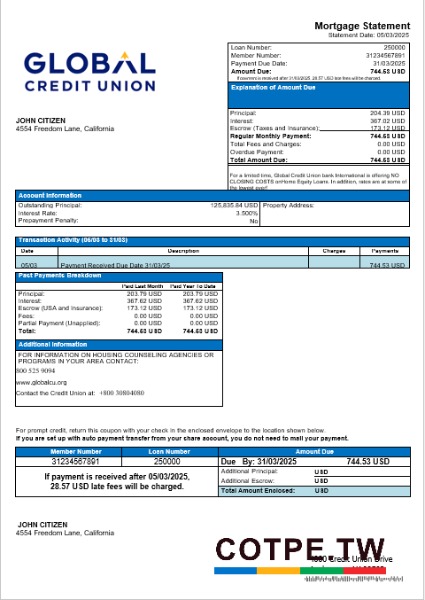 Mortgage Statement
Statement Date: 05/03/2025
GLOBAL
CREDIT UNION
Loan Number: 250000
Member Number: 31234567891
Payment Due Date: 31/03/2025
Amount Due: 744.53 USD
If payment is received after 31/03/2025, 28.57 USD late fees will be charged.
Explanation of Amount Due
JOHN CITIZEN
4554 Freedom Lane, California
Principal: 204.39 USD
Interest: 367.02 USD
Escrow (Taxes and Insurance): 173.12 USD
Regular Monthly Payment: 744.53 USD
Total Fees and Charges: 0.00 USD
Overdue Payment: 0.00 USD
Total Amount Due: 744.53 USD
For a limited time, Global Credit Union bank International is offering NO
CLOSING COSTS on Home Equity Loans. In addition, rates are at some of
the lowest ever!
Account Information
Outstanding Principal: 125,835.84 USD Property Address:
Interest Rate: 3.500%
Prepayment Penalty: No
Transaction Activity (05/03 to 31/03)
Date Description Charges Payments
05/03 Payment Received Due Date 31/03/25 744.53 USD
Past Payments Breakdown
Paid Last Month Paid Year To Date
Principal: 203.79 USD 203.79 USD
Interest: 367.62 USD 367.62 USD
Escrow (USA and Insurance): 173.12 USD 173.12 USD
Fees: 0.00 USD 0.00 USD
Partial Payment (Unapplied): 0.00 USD 0.00 USD
Total: 744.53 USD 744.53 USD
Additional Information
FOR INFORMATION ON HOUSING COUNSELING AGENCIES OR
PROGRAMS IN YOUR AREA CONTACT:
800 525 9094
www.globalcu.org
Contact the Credit Union at: +800 30804080
For prompt credit, return this coupon with your check in the enclosed envelope to the location shown below.
If you are set up with auto payment transfer from your share account, you do not need to mail your payment.
Member Number Loan Number Amount Due
31234567891 250000 Due By: 31/03/2025 744.53 USD
If payment is received after 05/03/2025,
28.57 USD late fees will be charged.
Additional Principal: USD
Additional Escrow: USD
Total Amount Enclosed: USD
JOHN CITIZEN
4554 Freedom Lane, California
COTPE.TW
Credit Union Drive